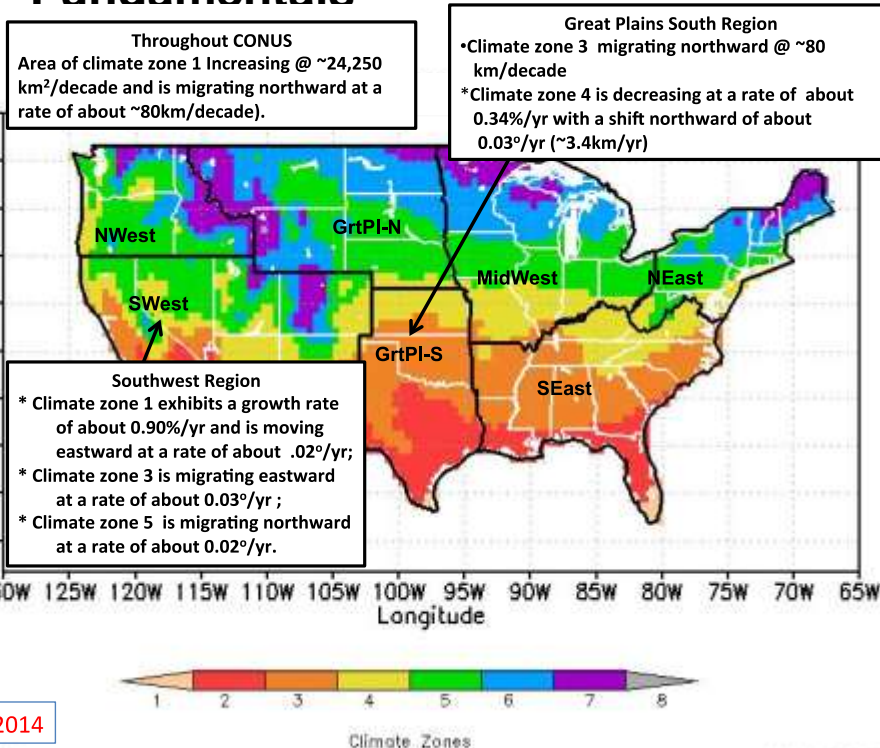 Fundamentals
Throughout CONUS
Area of climate zone 1 Increasing @ ~24,250
km²/decade and is migrating northward at a
rate of about ~80km/decade).
Great Plains South Region
•Climate zone 3 migrating northward @ ~80
km/decade
*Climate zone 4 is decreasing at a rate of about
0.34%/yr with a shift northward of about
0.03º/yr (~3.4km/yr)
NWest
GrtPl-N
MidWest
NEast
SWest
GrtPl-S
SEast
Southwest Region
* Climate zone 1 exhibits a growth rate
of about 0.90%/yr and is moving
eastward at a rate of about .02º/yr;
* Climate zone 3 is migrating eastward
at a rate of about 0.03º/yr ;
* Climate zone 5 is migrating northward
at a rate of about 0.02º/yr.
0W 125W 120W 115W 110W 105W 100W 95W 90W 85W 80W 75W 70W 65W
Longitude
1 2 3 4 5 6 7 8
2014
Climate Zones